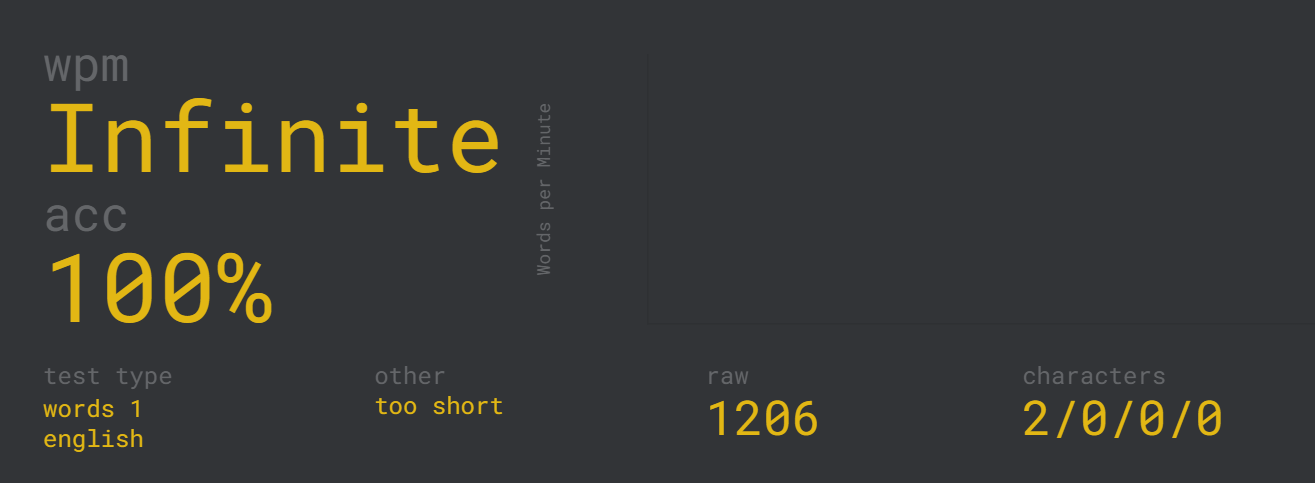 wpm
Infinite
acc
100%
Words per Minute
test type
words 1
english
other
too short
raw
1206
characters
2/0/0/0